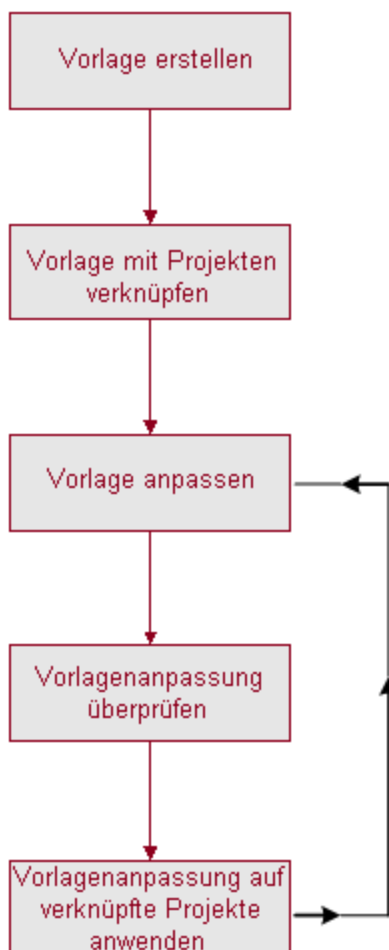 Vorlage erstellen
Vorlage mit Projekten
verknüpfen
Vorlage anpassen
Vorlagenanpassung
überprüfen
Vorlagenanpassung auf
verknüpfte Projekte
anwenden